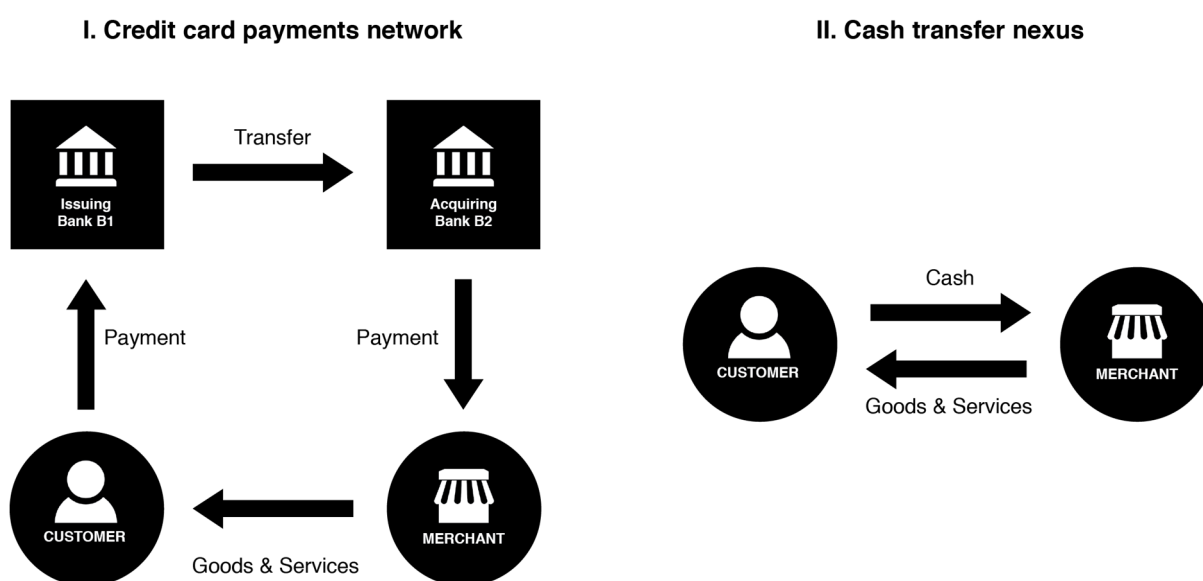 I. Credit card payments network
II. Cash transfer nexus
Transfer
Issuing
Bank B1
Acquiring
Bank B2
Payment
Payment
CUSTOMER
MERCHANT
Goods & Services
Cash
CUSTOMER
MERCHANT
Goods & Services